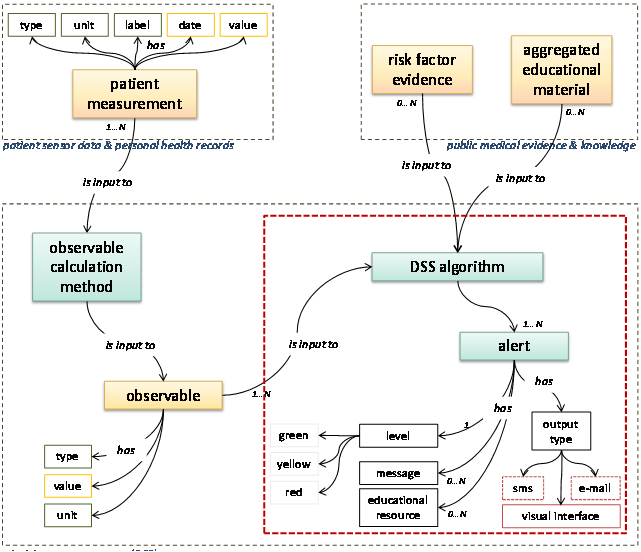 type
unit
label
date
value
has
patient
measurement
1...N
patient sensor data & personal health records
risk factor
evidence
0...N
aggregated
educational
material
0...N
public medical evidence & knowledge
is input to
is input to
is input to
observable
calculation
method
DSS algorithm
is input to
is input to
1...N
alert
observable
1...N
has
has
type
value
unit
has
green
yellow
red
level
1
message
0...N
educational
resource
0...N
output
type
sms
e-mail
visual interface